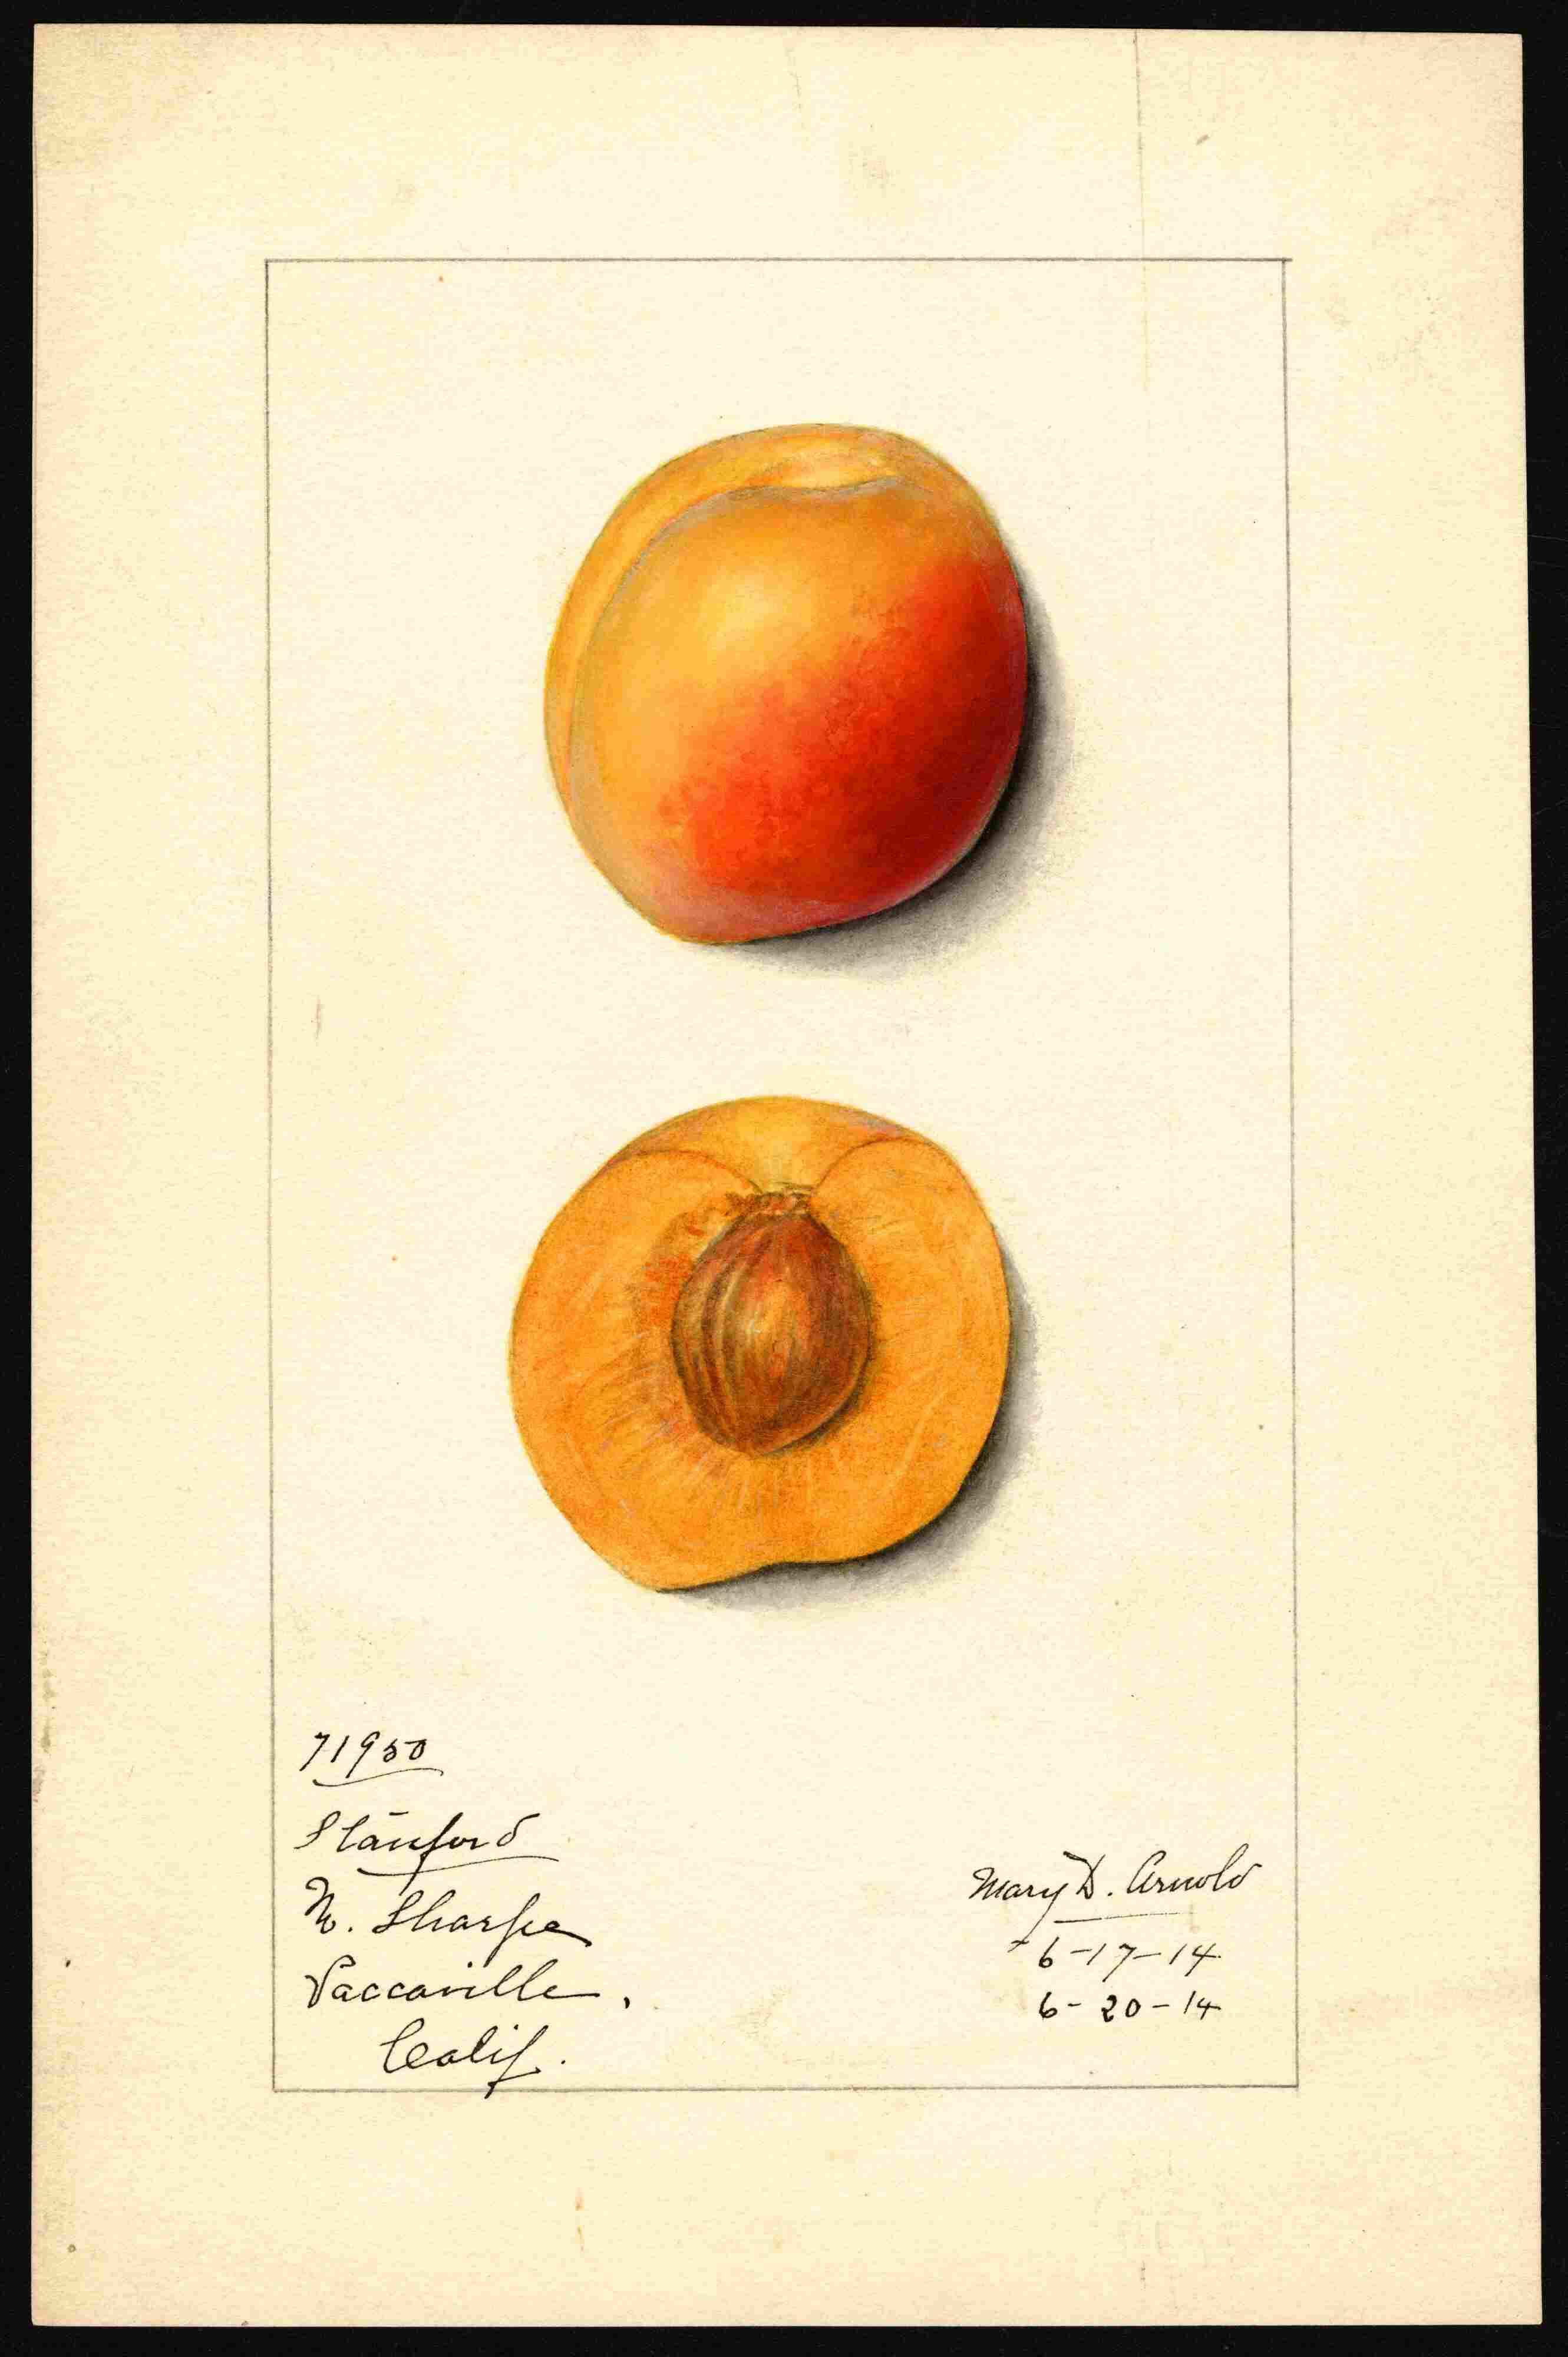 71950
Stanford
N. Sharpe
Vaccaville,
Calif.
Mary D. Arnold
6-17-14
6-20-14